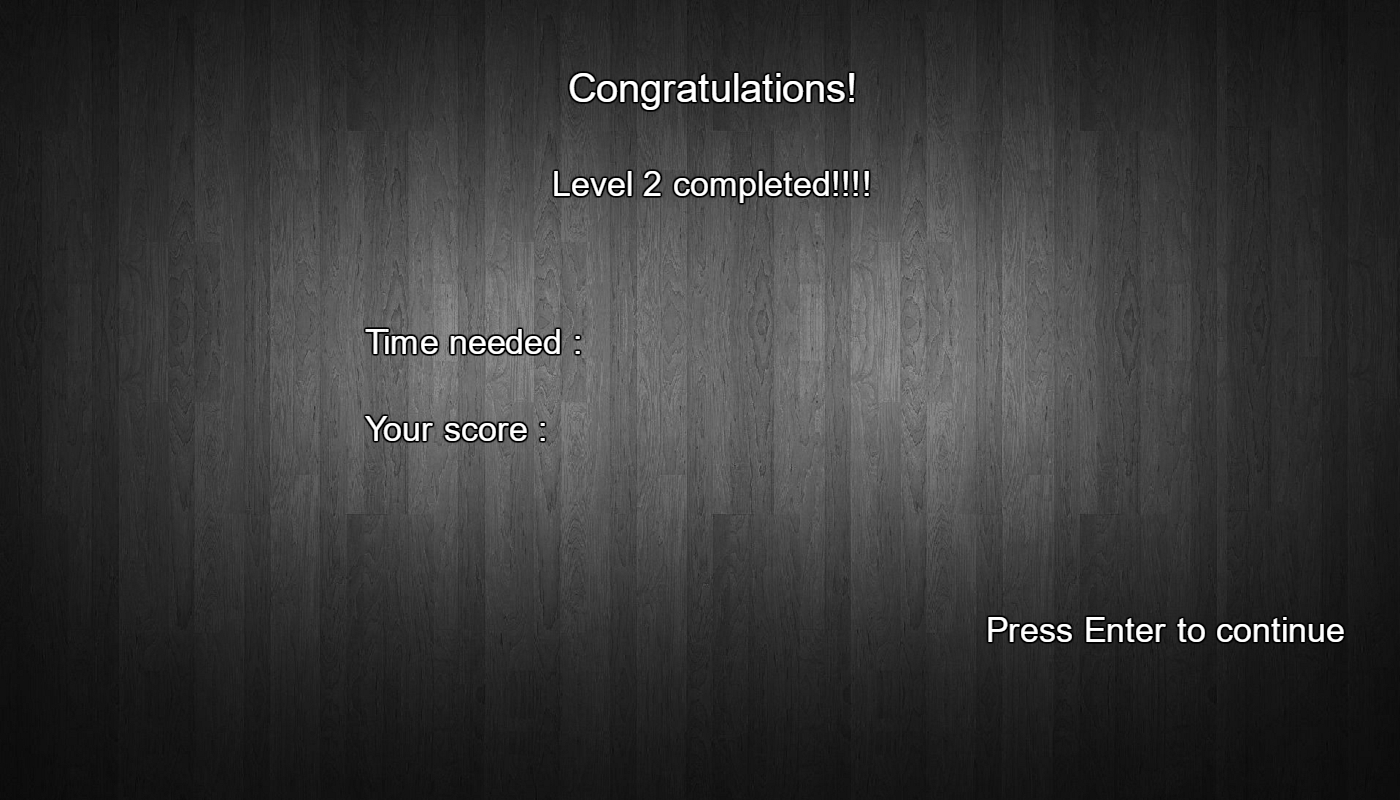 Congratulations!
Level 2 completed!!!!
Time needed :
Your score :
Press Enter to continue